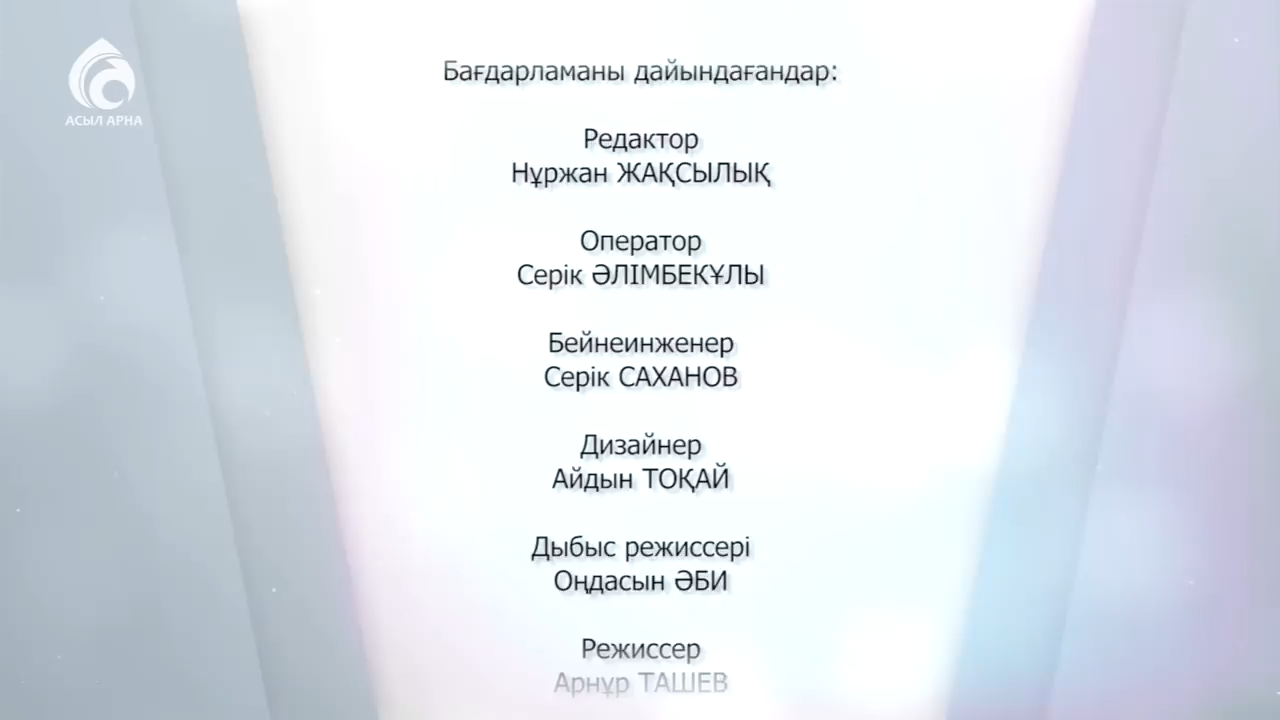 АСЫЛ АРНА
Бағдарламаны дайындағандар:
Редактор
Нұржан ЖАҚСЫЛЫҚ
Оператор
Серік ӘЛІМБЕКҰЛЫ
Бейнеинженер
Серік САХАНОВ
Дизайнер
Айдын ТОҚАЙ
Дыбыс режиссері
Оңдасын ӘБИ
Режиссер
Арнұр ТАШЕВ